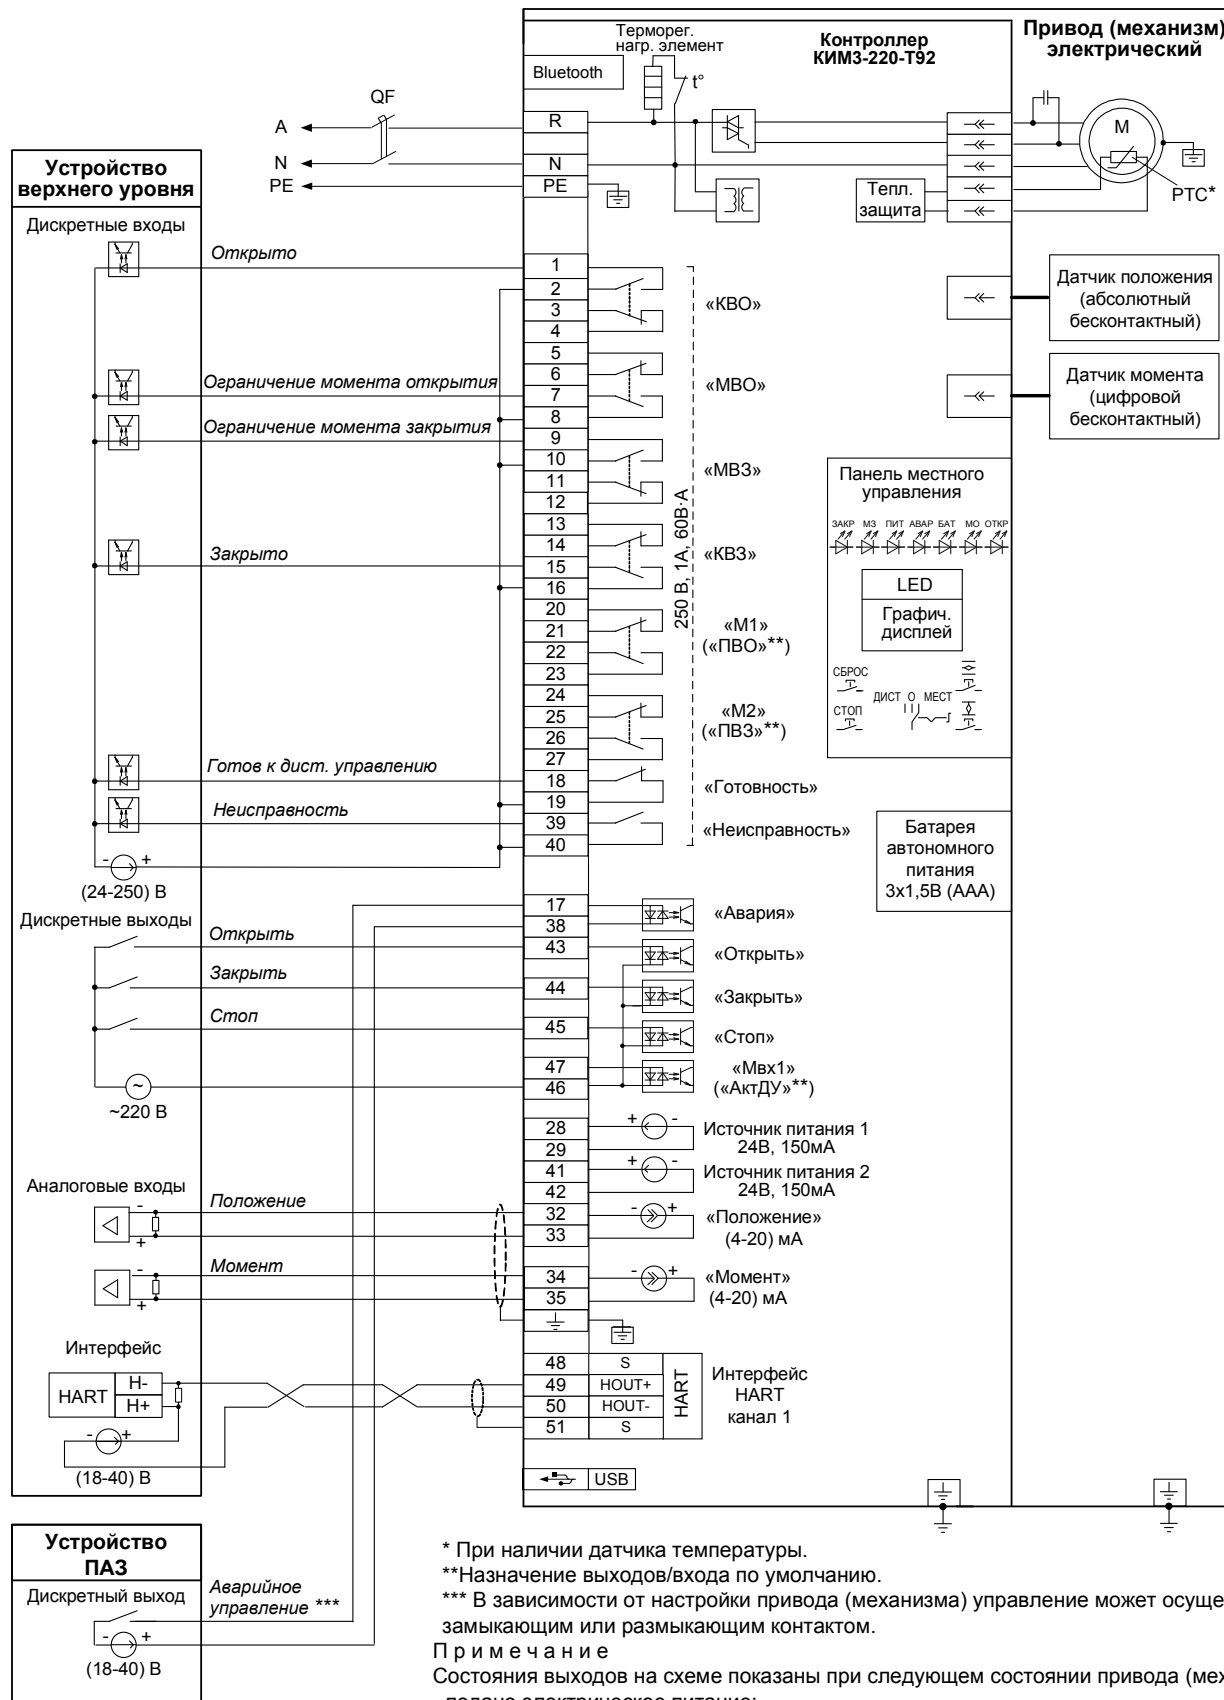 Терморег.
нагр. элемент
Контроллер
КИМ3-220-Т92
Привод (механизм)
электрический
Bluetooth
t°
QF
A
R
N
N
PE
PE
M
Тепл.
защита
PTC*
Устройство
верхнего уровня
Дискретные входы
Открыто
1
2
3
4
«КВО»
Датчик положения
(абсолютный
бесконтактный)
Ограничение момента открытия
5
6
7
8
«МВО»
Датчик момента
(цифровой
бесконтактный)
Ограничение момента закрытия
9
10
11
12
«МВЗ»
250 В, 1А, 60В·А
Закрыто
13
14
15
16
«КВЗ»
20
21
22
23
«М1»
(«ПВО»**)
24
25
26
27
«М2»
(«ПВЗ»**)
Панель местного
управления
ЗАКР МЗ ПИТ АВАР БАТ МО ОТКР
LED
Графич.
дисплей
СБРОС
СТОП
ДИСТ О МЕСТ
Готов к дист. управлению
18
19
«Готовность»
Неисправность
39
40
«Неисправность»
- +
(24-250) В
Батарея
автономного
питания
3x1,5В (ААА)
Дискретные выходы
17
38
«Авария»
Открыть
43
«Открыть»
Закрыть
44
«Закрыть»
Стоп
45
«Стоп»
~
~220 В
47
46
«Мвх1»
(«АктДУ»**)
28
29
+ -
Источник питания 1
24В, 150мА
41
42
+ -
Источник питания 2
24В, 150мА
Аналоговые входы
Положение
-
+
32
33
- +
«Положение»
(4-20) мА
Момент
-
+
34
35
- +
«Момент»
(4-20) мА
Интерфейс
HART
H-
H+
- +
(18-40) В
48 S
49 HOUT+
50 HOUT-
51 S
HART
Интерфейс
HART
канал 1
USB
Устройство
ПАЗ
Дискретный выход
Аварийное
управление ***
- +
(18-40) В
* При наличии датчика температуры.
**Назначение выходов/входа по умолчанию.
*** В зависимости от настройки привода (механизма) управление может осуще
замыкающим или размыкающим контактом.
П р и м е ч а н и е
Состояния выходов на схеме показаны при следующем состоянии привода (мех